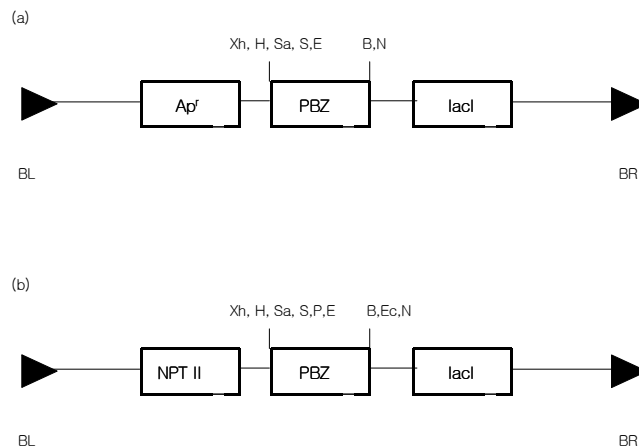 (a)
Xh, H, Sa, S,E B,N
Apʳ PBZ lacI
BL BR
(b)
Xh, H, Sa, S,P,E B,Ec,N
NPT II PBZ lacI
BL BR